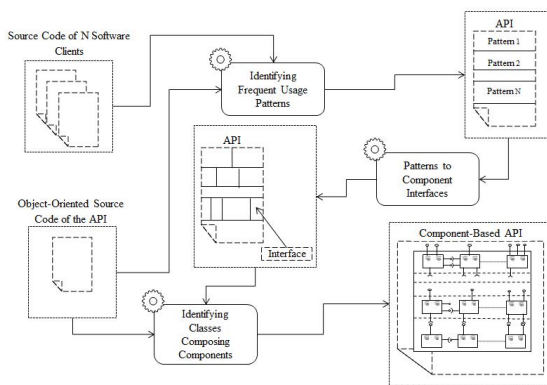 Source Code of N Software
Clients
Identifying
Frequent Usage
Patterns
API
Pattern 1
Pattern 2
Pattern N
API
Interface
Patterns to
Component
Interfaces
Object-Oriented Source
Code of the API
Identifying
Classes
Composing
Components
Component-Based API